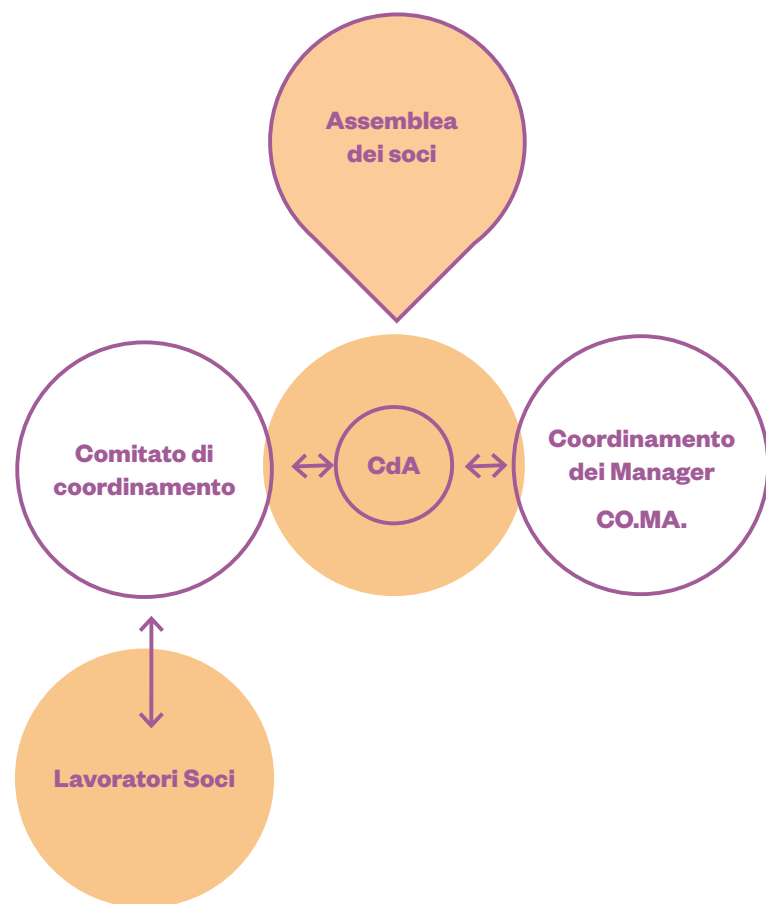 Assemblea
dei soci
Comitato di
coordinamento
CdA
Coordinamento
dei Manager
CO.MA.
Lavoratori Soci